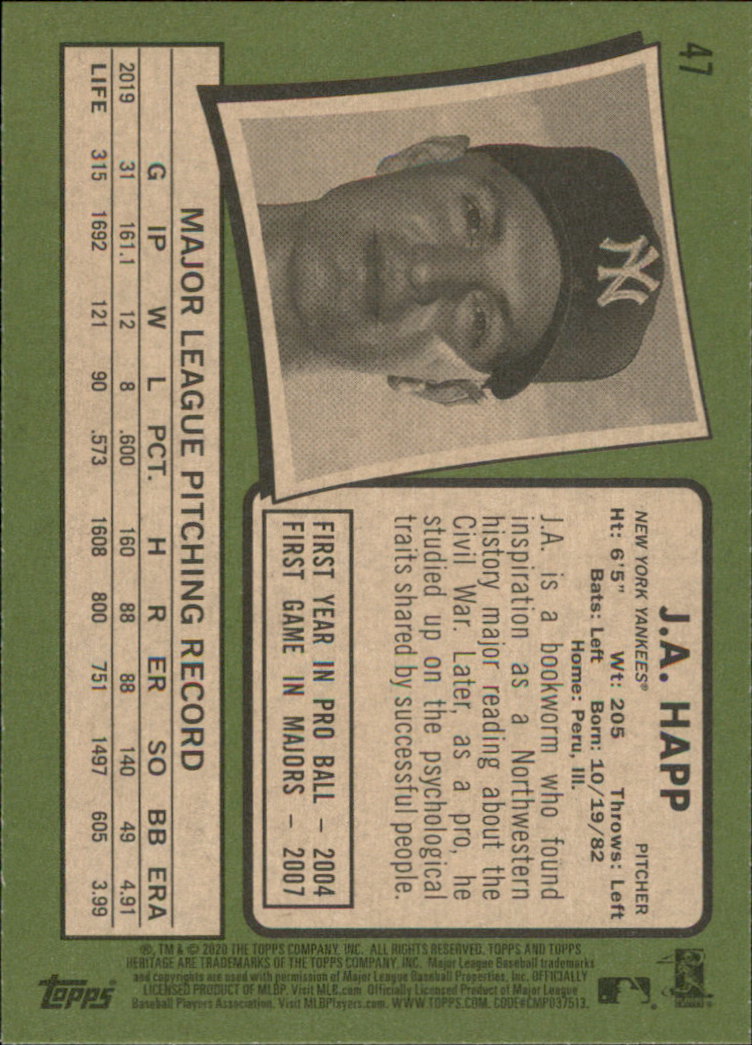 47
J.A. HAPP
NEW YORK YANKEES® PITCHER
Ht: 6'5" Wt: 205 Throws: Left
Bats: Left Born: 10/19/82
Home: Peru, Ill.
J.A. is a bookworm who found
inspiration as a Northwestern
history major reading about the
Civil War. Later, as a pro, he
studied up on the psychological
traits shared by successful people.
FIRST YEAR IN PRO BALL – 2004
FIRST GAME IN MAJORS – 2007
NY
MAJOR LEAGUE PITCHING RECORD
G IP W L PCT. H R ER SO BB ERA
2019 31 161.1 12 8 .600 160 88 88 140 49 4.91
LIFE 315 1692 121 90 .573 1608 800 751 1497 605 3.99
®, TM & © 2020 THE TOPPS COMPANY, INC. ALL RIGHTS RESERVED. TOPPS AND TOPPS
HERITAGE ARE TRADEMARKS OF THE TOPPS COMPANY, INC. Major League Baseball trademarks
and copyrights are used with permission of Major League Baseball Properties, Inc. OFFICIALLY
LICENSED PRODUCT OF MLBP. Visit MLB.com. Officially Licensed Product of Major League
Baseball Players Association. Visit MLBPlayers.com. WWW.TOPPS.COM. CODE#CMP037513.
topps